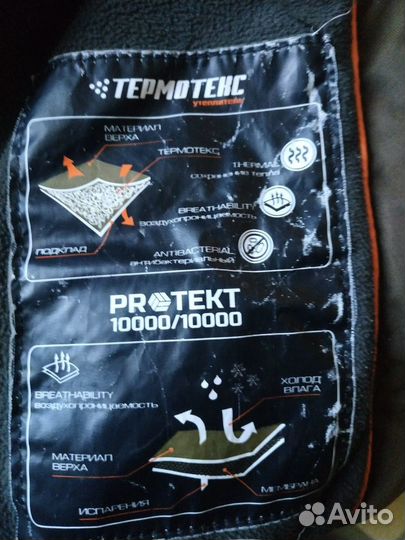 ТЕРМОТЕКС
УТЕПЛИТЕЛЬ
МАТЕРИАЛ
ВЕРХА
ТЕРМОТЕКС
THERMAL
сохранение тепла
BREATHABILITY
воздухопроницаемость
ПОДКЛАД
ANTIBACTERIAL
антибактериальный
PROTEKT
10000/10000
BREATHABILITY
воздухопроницаемость
ХОЛОД
ВЛАГА
МАТЕРИАЛ
ВЕРХА
МЕМБРАНА
ИСПАРЕНИЯ
Avito